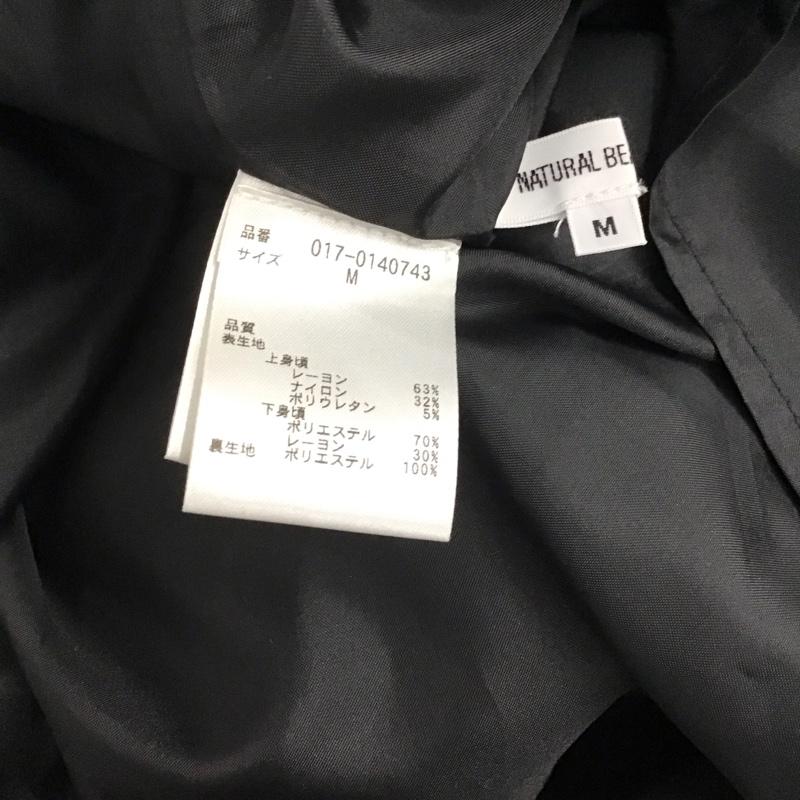 NATURAL BE
M
品番 017-0140743
サイズ M
品質
表生地
上身頃
レーヨン 63%
ナイロン 32%
ポリウレタン 5%
下身頃
ポリエステル 70%
レーヨン 30%
裏生地 ポリエステル 100%